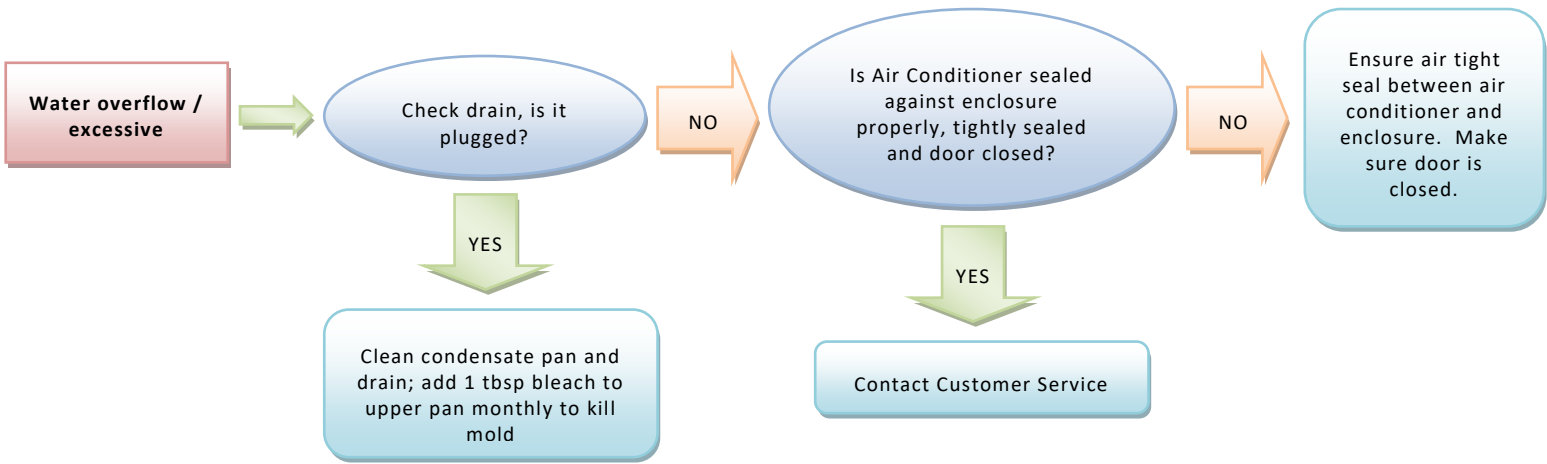 Water overflow /
excessive
Check drain, is it
plugged?
NO
Is Air Conditioner sealed
against enclosure
properly, tightly sealed
and door closed?
NO
Ensure air tight
seal between air
conditioner and
enclosure. Make
sure door is
closed.
YES
Clean condensate pan and
drain; add 1 tbsp bleach to
upper pan monthly to kill
mold
YES
Contact Customer Service